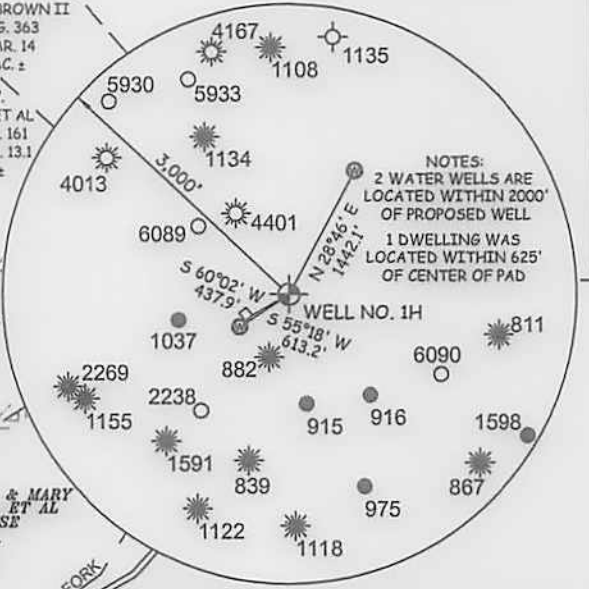 BROWN II
G. 363
AR. 14
AC. ±
ET AL
161
13.1
±
4167
1108
1135
5930
5933
1134
4013
3,000'
4401
6089
NOTES:
2 WATER WELLS ARE
LOCATED WITHIN 2000'
OF PROPOSED WELL
1 DWELLING WAS
LOCATED WITHIN 625'
OF CENTER OF PAD
N 28°46' E
1442.1'
S 60°02' W
437.9'
WELL NO. 1H
S 55°18' W
613.2'
1037
811
882
6090
2269
1155
2238
915
916
1598
1591
839
867
975
1122
1118
& MARY
ET AL
SE
FORK